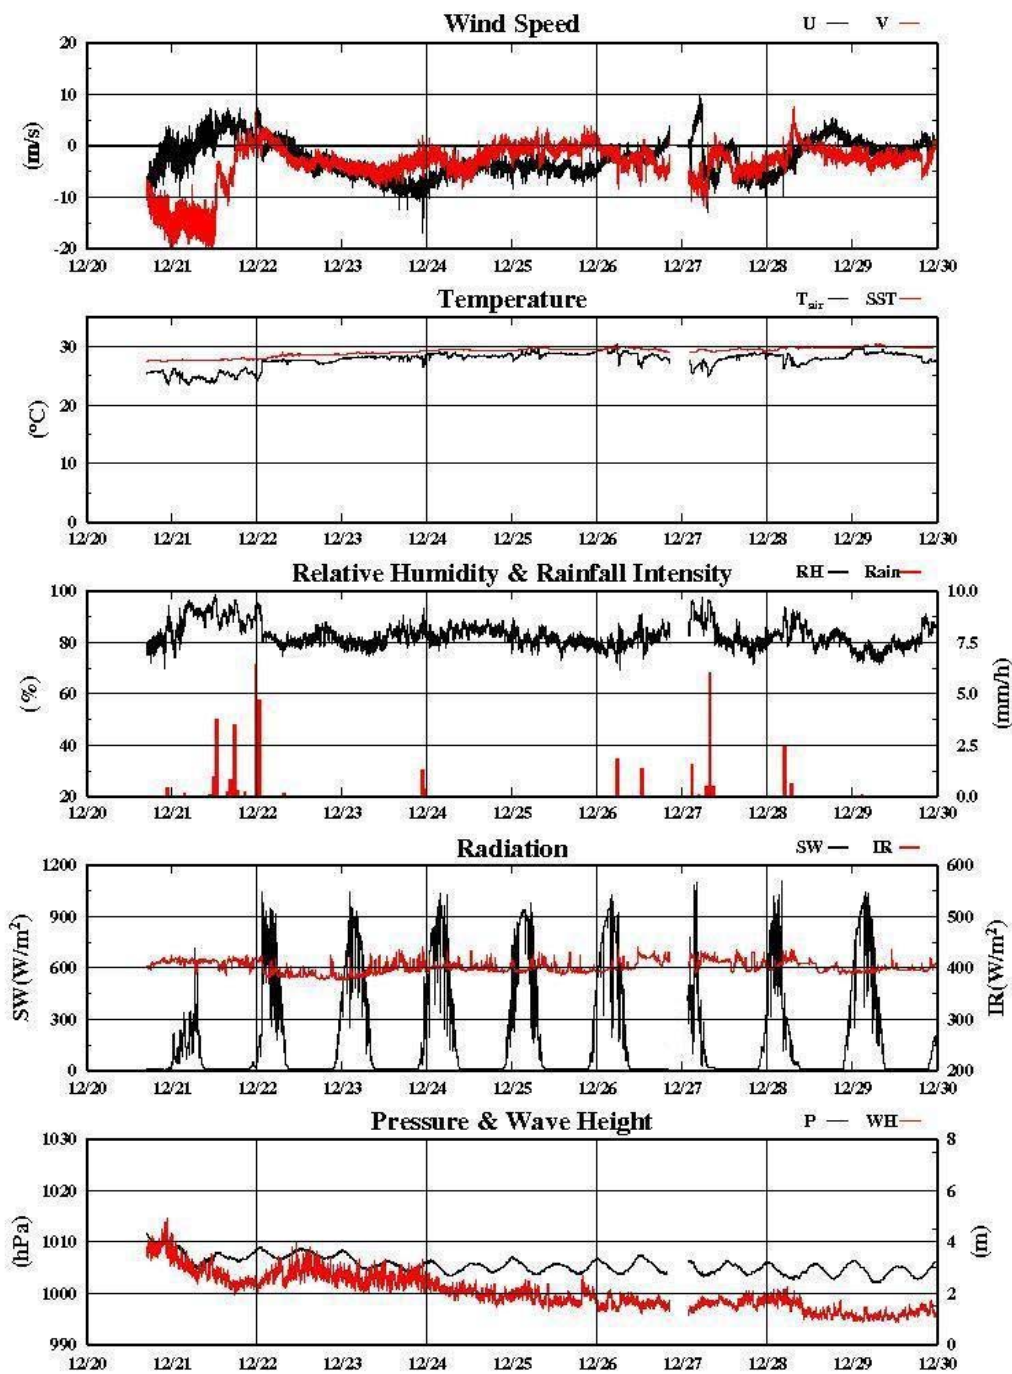 Wind Speed U V
20
10
0
-10
-20
(m/s)
12/20 12/21 12/22 12/23 12/24 12/25 12/26 12/27 12/28 12/29 12/30
Temperature Tair SST
30
20
10
0
(°C)
12/20 12/21 12/22 12/23 12/24 12/25 12/26 12/27 12/28 12/29 12/30
Relative Humidity & Rainfall Intensity RH Rain
100 10.0
80 7.5
60 5.0
40 2.5
20 0.0
(%) (mm/h)
12/20 12/21 12/22 12/23 12/24 12/25 12/26 12/27 12/28 12/29 12/30
Radiation SW IR
1200 600
900 500
600 400
300 300
0 200
SW(W/m²) IR(W/m²)
12/20 12/21 12/22 12/23 12/24 12/25 12/26 12/27 12/28 12/29 12/30
Pressure & Wave Height P WH
1030 8
1020 6
1010 4
1000 2
990 0
(hPa) (m)
12/20 12/21 12/22 12/23 12/24 12/25 12/26 12/27 12/28 12/29 12/30